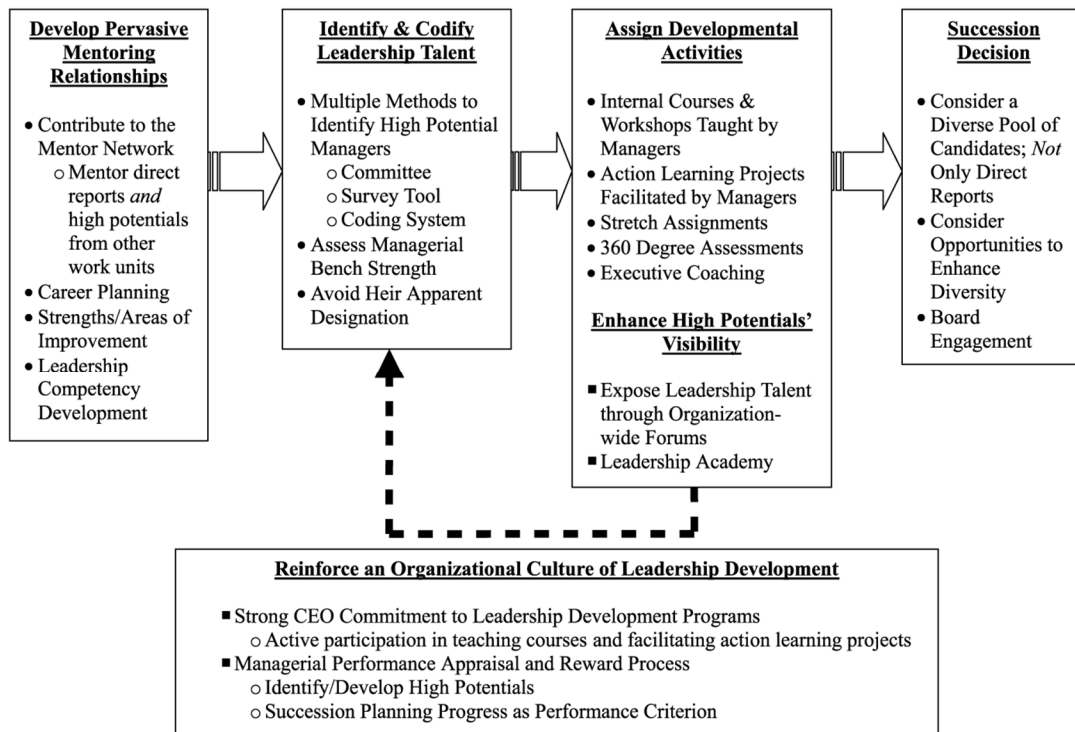 Develop Pervasive
Mentoring
Relationships
• Contribute to the
Mentor Network
o Mentor direct
reports and
high potentials
from other
work units
• Career Planning
• Strengths/Areas of
Improvement
• Leadership
Competency
Development
Identify & Codify
Leadership Talent
• Multiple Methods to
Identify High Potential
Managers
o Committee
o Survey Tool
o Coding System
• Assess Managerial
Bench Strength
• Avoid Heir Apparent
Designation
Assign Developmental
Activities
• Internal Courses &
Workshops Taught by
Managers
• Action Learning Projects
Facilitated by Managers
• Stretch Assignments
• 360 Degree Assessments
• Executive Coaching
Enhance High Potentials’
Visibility
■ Expose Leadership Talent
through Organization-
wide Forums
■ Leadership Academy
Succession
Decision
• Consider a
Diverse Pool of
Candidates; Not
Only Direct
Reports
• Consider
Opportunities to
Enhance
Diversity
• Board
Engagement
Reinforce an Organizational Culture of Leadership Development
■ Strong CEO Commitment to Leadership Development Programs
o Active participation in teaching courses and facilitating action learning projects
■ Managerial Performance Appraisal and Reward Process
o Identify/Develop High Potentials
o Succession Planning Progress as Performance Criterion